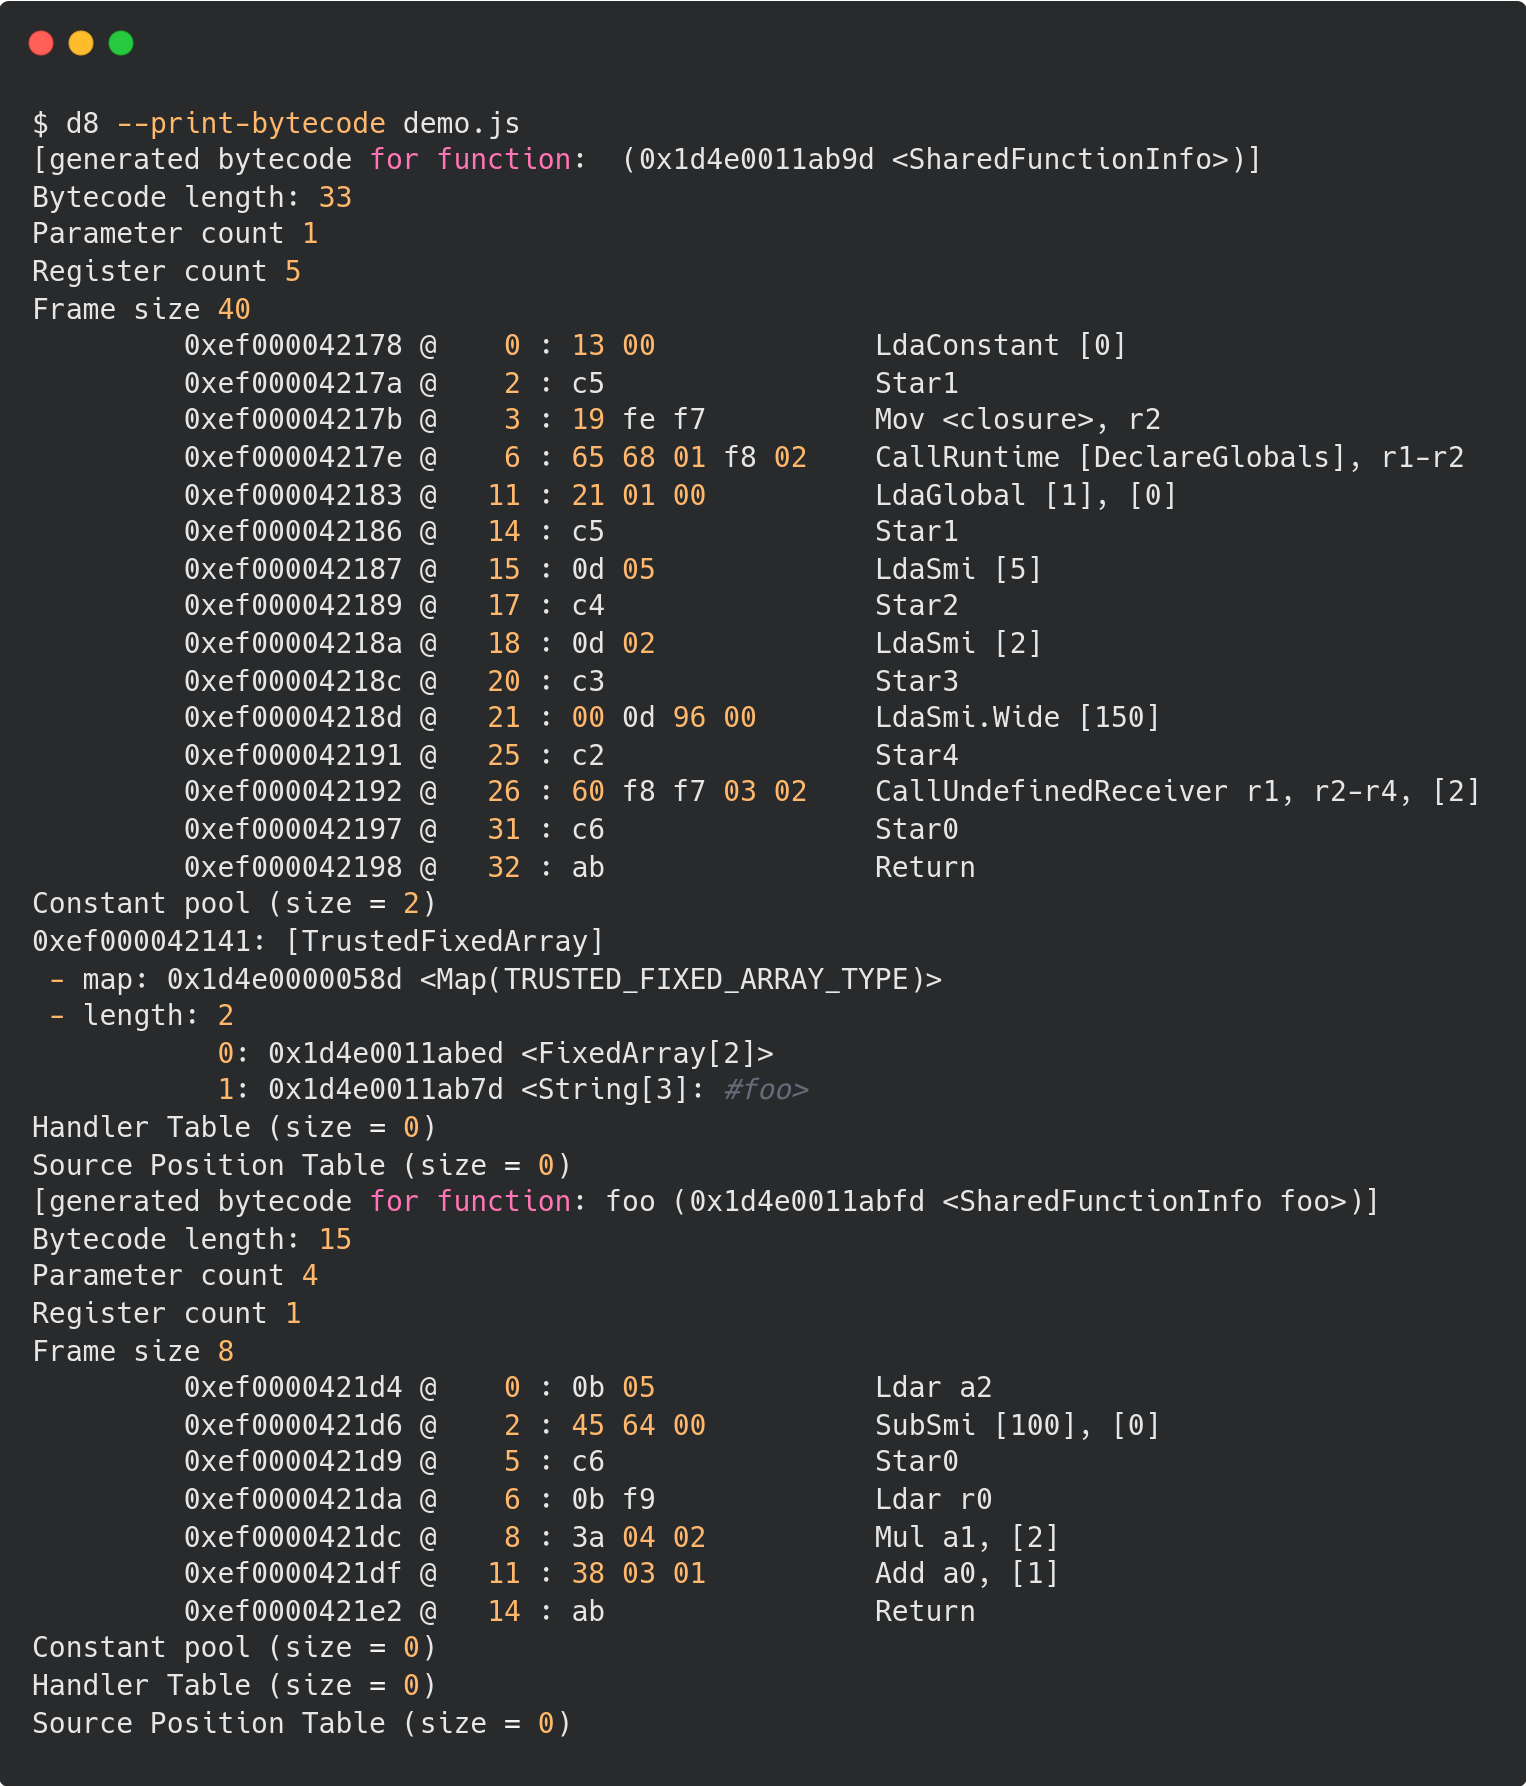 $ d8 --print-bytecode demo.js
[generated bytecode for function:  (0x1d4e0011ab9d <SharedFunctionInfo>)]
Bytecode length: 33
Parameter count 1
Register count 5
Frame size 40
         0xef000042178 @    0 : 13 00             LdaConstant [0]
         0xef00004217a @    2 : c5                Star1
         0xef00004217b @    3 : 19 fe f7          Mov <closure>, r2
         0xef00004217e @    6 : 65 68 01 f8 02    CallRuntime [DeclareGlobals], r1-r2
         0xef000042183 @   11 : 21 01 00          LdaGlobal [1], [0]
         0xef000042186 @   14 : c5                Star1
         0xef000042187 @   15 : 0d 05             LdaSmi [5]
         0xef000042189 @   17 : c4                Star2
         0xef00004218a @   18 : 0d 02             LdaSmi [2]
         0xef00004218c @   20 : c3                Star3
         0xef00004218d @   21 : 00 0d 96 00       LdaSmi.Wide [150]
         0xef000042191 @   25 : c2                Star4
         0xef000042192 @   26 : 60 f8 f7 03 02    CallUndefinedReceiver r1, r2-r4, [2]
         0xef000042197 @   31 : c6                Star0
         0xef000042198 @   32 : ab                Return
Constant pool (size = 2)
0xef000042141: [TrustedFixedArray]
 - map: 0x1d4e0000058d <Map(TRUSTED_FIXED_ARRAY_TYPE)>
 - length: 2
           0: 0x1d4e0011abed <FixedArray[2]>
           1: 0x1d4e0011ab7d <String[3]: #foo>
Handler Table (size = 0)
Source Position Table (size = 0)
[generated bytecode for function: foo (0x1d4e0011abfd <SharedFunctionInfo foo>)]
Bytecode length: 15
Parameter count 4
Register count 1
Frame size 8
         0xef0000421d4 @    0 : 0b 05             Ldar a2
         0xef0000421d6 @    2 : 45 64 00          SubSmi [100], [0]
         0xef0000421d9 @    5 : c6                Star0
         0xef0000421da @    6 : 0b f9             Ldar r0
         0xef0000421dc @    8 : 3a 04 02          Mul a1, [2]
         0xef0000421df @   11 : 38 03 01          Add a0, [1]
         0xef0000421e2 @   14 : ab                Return
Constant pool (size = 0)
Handler Table (size = 0)
Source Position Table (size = 0)